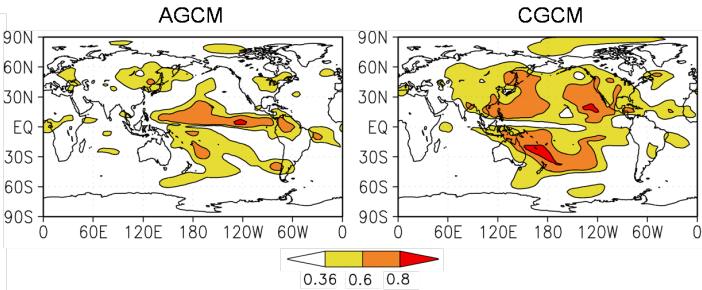 AGCM CGCM
90N 90N
60N 60N
30N 30N
EQ EQ
30S 30S
60S 60S
90S 90S
0 60E 120E 180 120W 60W 0 0 60E 120E 180 120W 60W 0
0.36 0.6 0.8